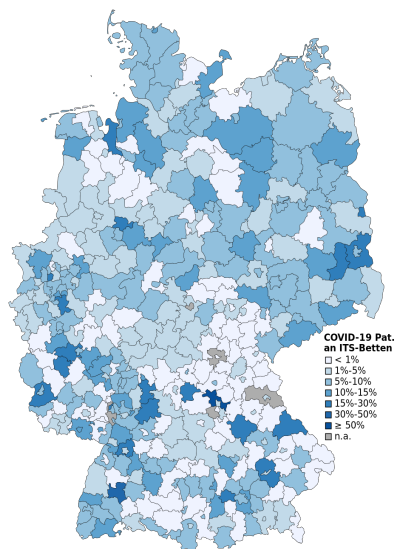 COVID-19 Pat.
an ITS-Betten
< 1%
1%-5%
5%-10%
10%-15%
15%-30%
30%-50%
≥ 50%
n.a.